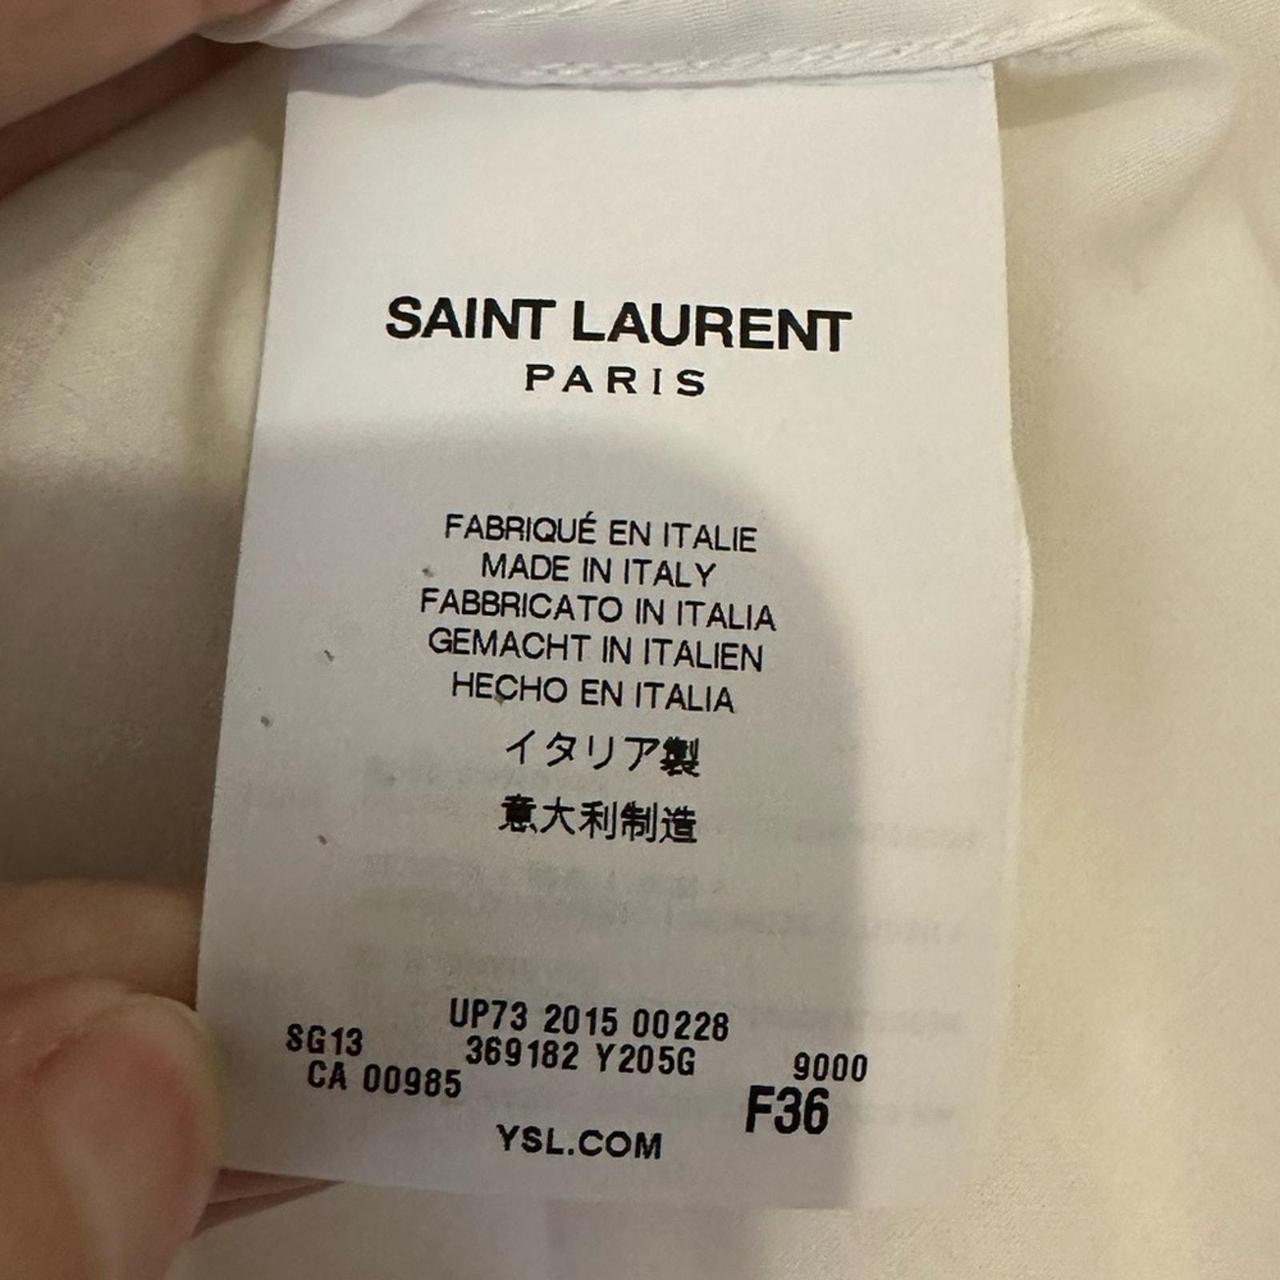 SAINT LAURENT
PARIS
FABRIQUÉ EN ITALIE
MADE IN ITALY
FABBRICATO IN ITALIA
GEMACHT IN ITALIEN
HECHO EN ITALIA
イタリア製
意大利制造
UP73 2015 00228
SG13 369182 Y205G 9000
CA 00985 F36
YSL.COM